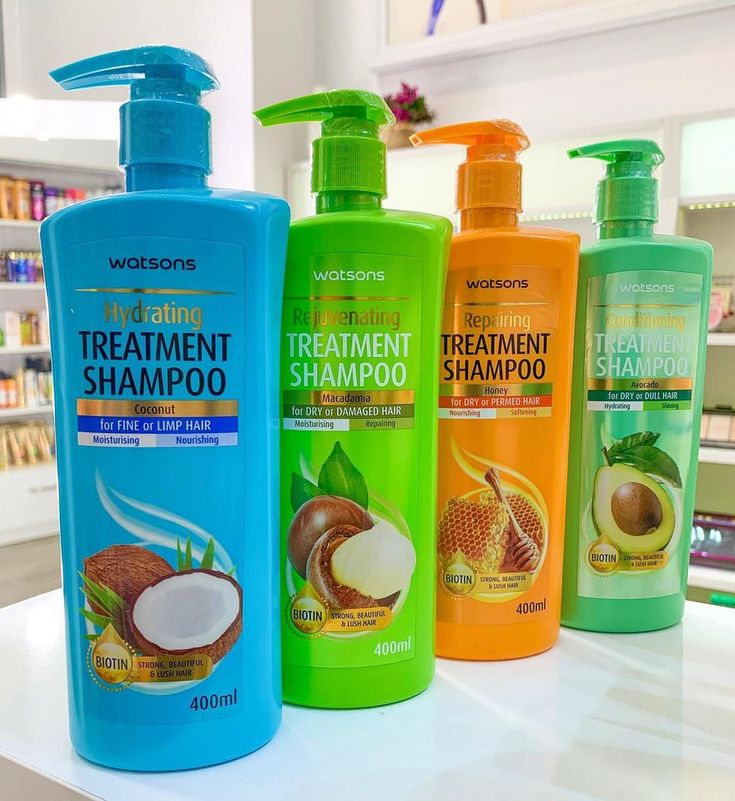 watsons
Hydrating
TREATMENT
SHAMPOO
Coconut
for FINE or LIMP HAIR
Moisturising Nourishing
BIOTIN
STRONG, BEAUTIFUL
& LUSH HAIR
400ml
watsons
Rejuvenating
TREATMENT
SHAMPOO
Macadamia
for DRY or DAMAGED HAIR
Moisturising Repairing
BIOTIN
STRONG, BEAUTIFUL
& LUSH HAIR
400ml
watsons
Repairing
TREATMENT
SHAMPOO
Honey
for DRY or PERMED HAIR
Nourishing Softening
BIOTIN
STRONG, BEAUTIFUL
& LUSH HAIR
400ml
watsons
Conditioning
TREATMENT
SHAMPOO
Avocado
for DRY or DULL HAIR
Hydrating Shining
BIOTIN
STRONG, BEAUTIFUL
& LUSH HAIR